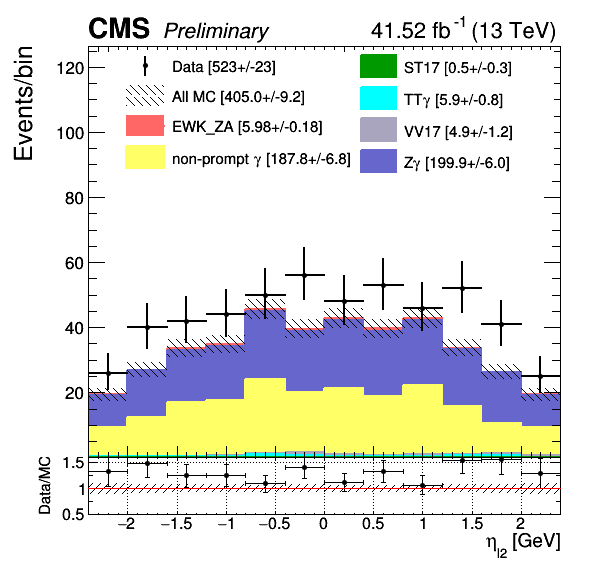 CMS Preliminary 41.52 fb⁻¹ (13 TeV)
Events/bin
Data [523+/-23]
All MC [405.0+/-9.2]
EWK_ZA [5.98+/-0.18]
non-prompt γ [187.8+/-6.8]
ST17 [0.5+/-0.3]
TTγ [5.9+/-0.8]
VV17 [4.9+/-1.2]
Zγ [199.9+/-6.0]
120
100
80
60
40
20
Data/MC
1.5
1
0.5
−2 −1.5 −1 −0.5 0 0.5 1 1.5 2
η_l2 [GeV]